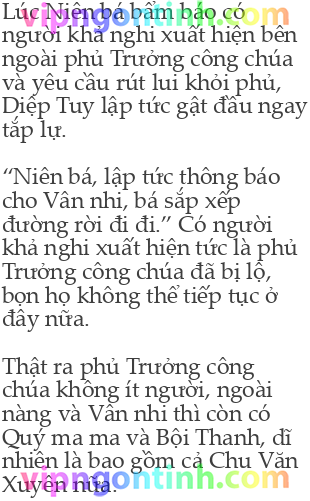 Lúc Niên bá bẩm báo có
người khả nghi xuất hiện bên
ngoài phủ Trưởng công chúa
và yêu cầu rút lui khỏi phủ,
Diệp Tuy lập tức gật đầu ngay
tắp lự.
“Niên bá, lập tức thông báo
cho Vân nhi, bá sắp xếp
đường rời đi đi.” Có người
khả nghi xuất hiện tức là phủ
Trưởng công chúa đã bị lộ,
bọn họ không thể tiếp tục ở
đây nữa.
Thật ra phủ Trưởng công
chúa không ít người, ngoài
nàng và Vân nhi thì còn có
Quý ma ma và Bội Thanh, dĩ
nhiên là bao gồm cả Chu Văn
Xuyên nữa.
vipngontinh.com
vipngontinh.com